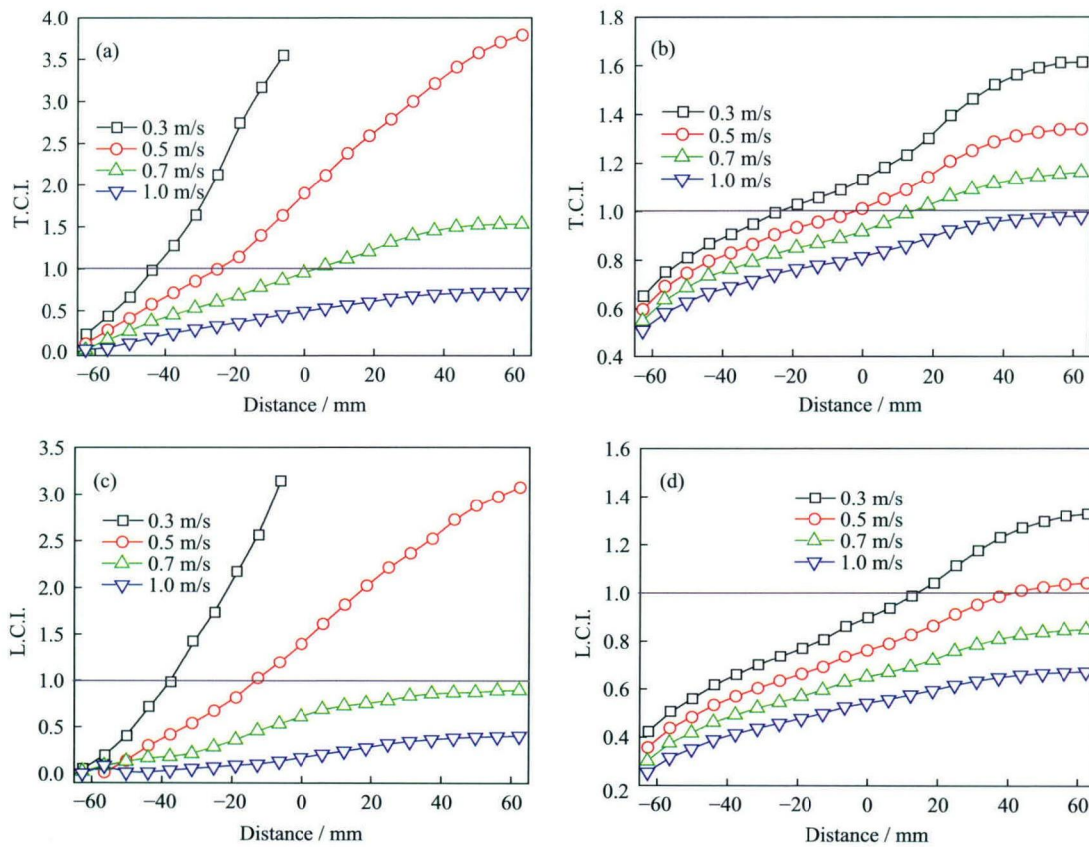 (a)
4.0
3.5
3.0
2.5
2.0
1.5
1.0
0.5
0.0
T.C.I.
0.3 m/s
0.5 m/s
0.7 m/s
1.0 m/s
−60 −40 −20 0 20 40 60
Distance / mm
(b)
1.8
1.6
1.4
1.2
1.0
0.8
0.6
0.4
T.C.I.
0.3 m/s
0.5 m/s
0.7 m/s
1.0 m/s
−60 −40 −20 0 20 40 60
Distance / mm
(c)
3.5
3.0
2.5
2.0
1.5
1.0
0.5
0.0
L.C.I.
0.3 m/s
0.5 m/s
0.7 m/s
1.0 m/s
−60 −40 −20 0 20 40 60
Distance / mm
(d)
1.6
1.4
1.2
1.0
0.8
0.6
0.4
0.2
L.C.I.
0.3 m/s
0.5 m/s
0.7 m/s
1.0 m/s
−60 −40 −20 0 20 40 60
Distance / mm